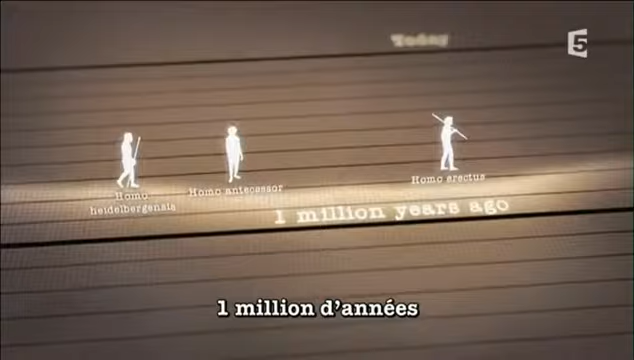 Today
5
Homo
heidelbergensis
Homo antecessor
Homo erectus
1 million years ago
1 million d'années